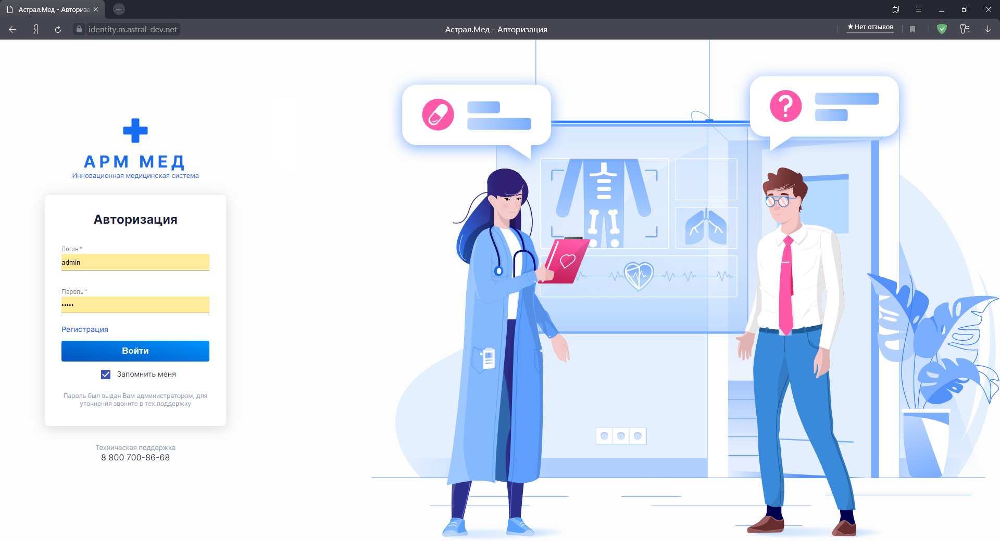 Астрал.Мед - Авториза
identity.m.astral-dev.net
Астрал.Мед - Авторизация
Нет отзывов
АРМ МЕД
Инновационная медицинская система
Авторизация
Логин *
admin
Пароль *
•••••
Регистрация
Войти
Запомнить меня
Пароль был выдан Вам администратором, для
уточнения звоните в тех.поддержку
Техническая поддержка
8 800 700-86-68